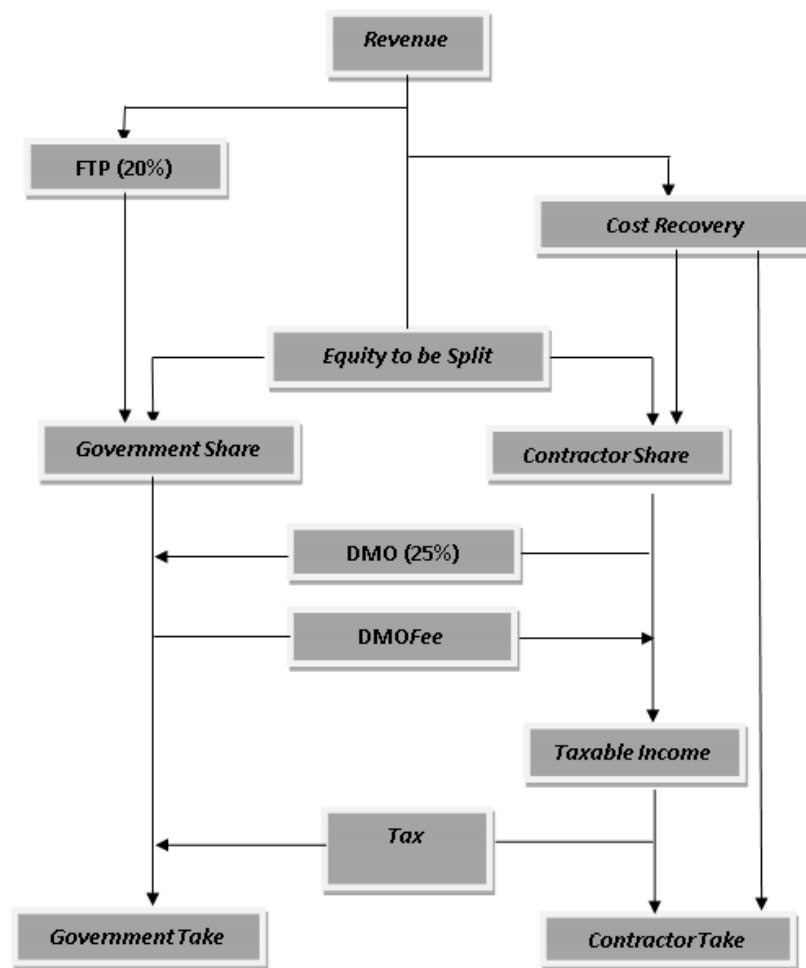 Revenue
FTP (20%)
Cost Recovery
Equity to be Split
Government Share
Contractor Share
DMO (25%)
DMOFee
Taxable Income
Tax
Government Take
Contractor Take